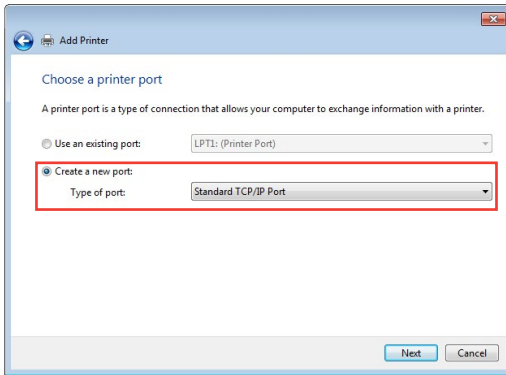 Add Printer
Choose a printer port
A printer port is a type of connection that allows your computer to exchange information with a printer.
Use an existing port: LPT1: (Printer Port)
Create a new port:
Type of port: Standard TCP/IP Port
Next Cancel